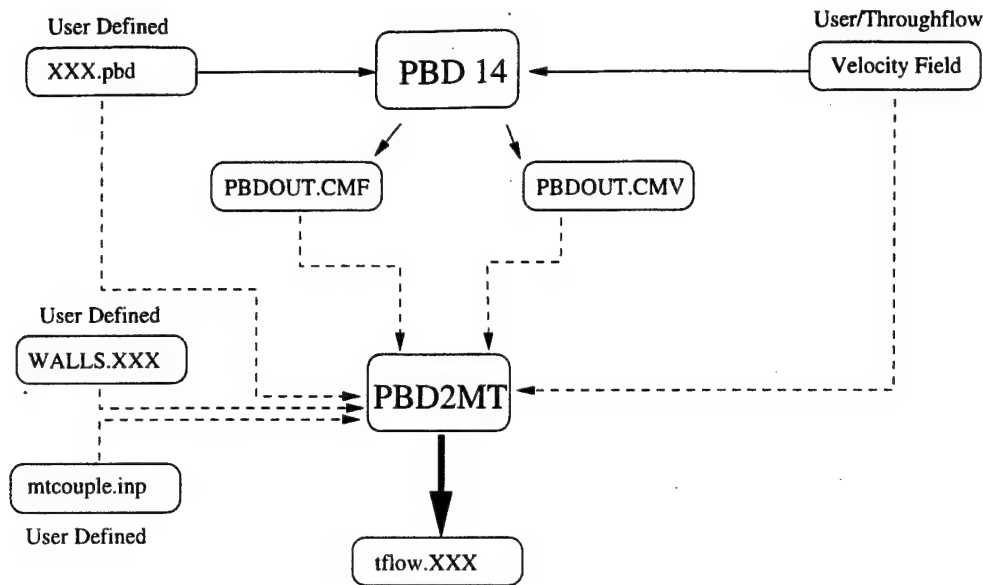 User Defined
User/Throughflow
XXX.pbd
PBD 14
Velocity Field
PBDOUT.CMF
PBDOUT.CMV
User Defined
WALLS.XXX
PBD2MT
mtcouple.inp
User Defined
tflow.XXX